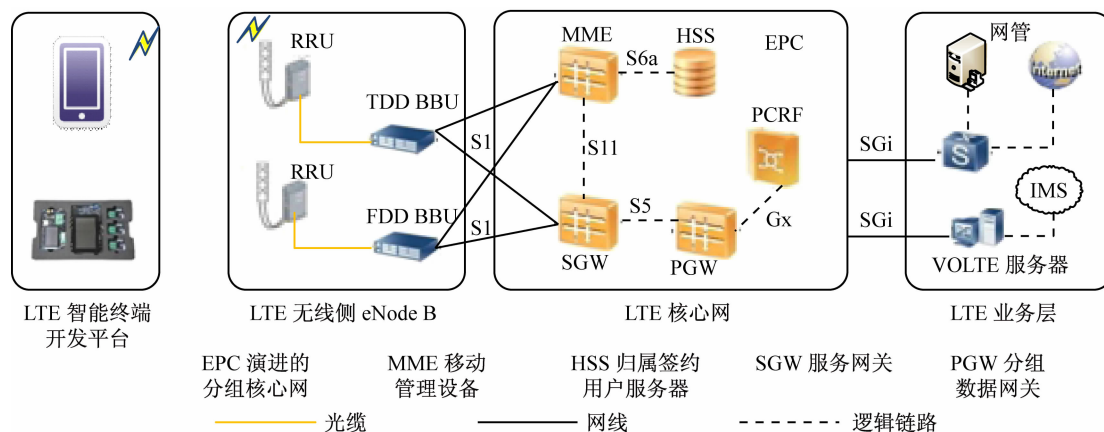 MME
HSS
EPC
网管
RRU
S6a
Internet
TDD BBU
PCRF
S1
S11
SGi
S
RRU
IMS
FDD BBU
S1
S5
Gx
SGi
SGW
PGW
VOLTE 服务器
LTE 智能终端
开发平台
LTE 无线侧 eNode B
LTE 核心网
LTE 业务层
EPC 演进的
分组核心网
MME 移动
管理设备
HSS 归属签约
用户服务器
SGW 服务网关
PGW 分组
数据网关
光缆
网线
逻辑链路